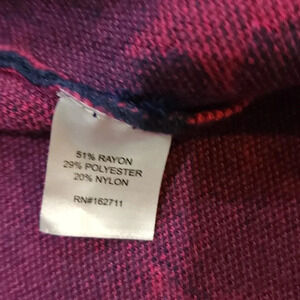 51% RAYON
29% POLYESTER
20% NYLON
RN#162711